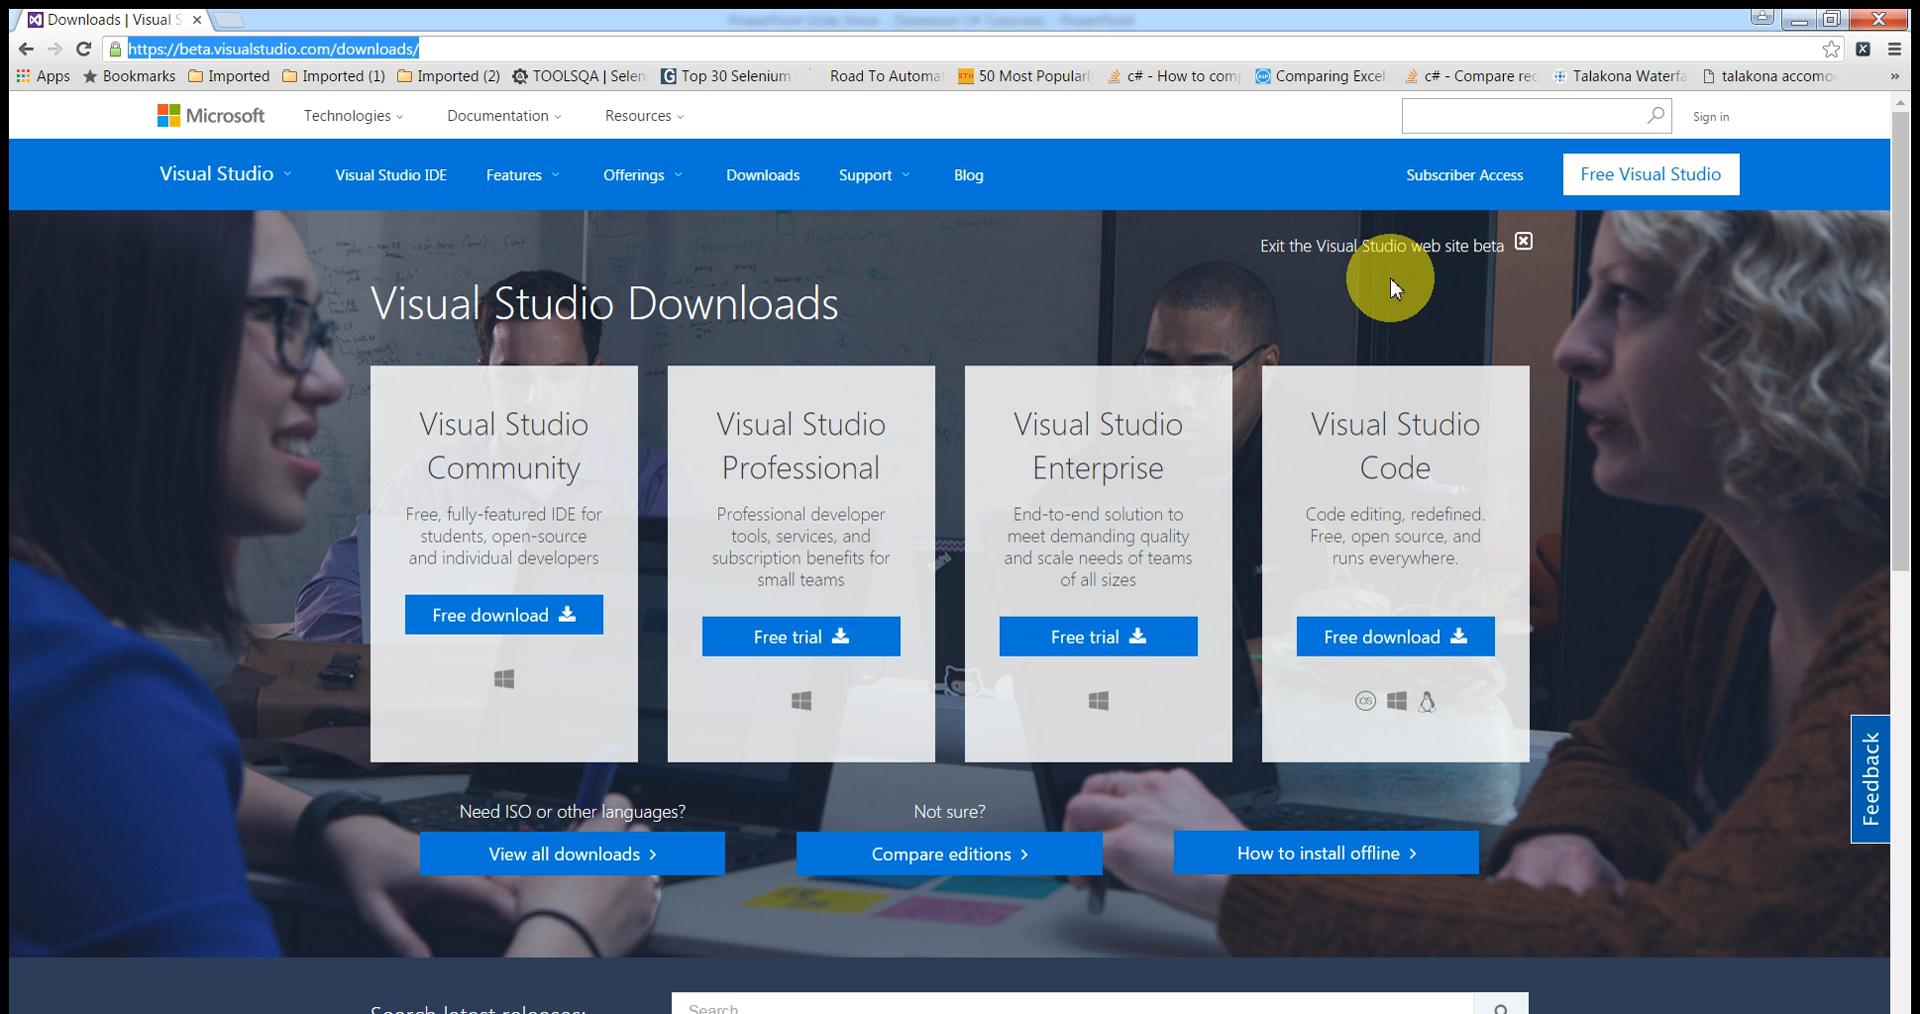 Downloads | Visual S
https://beta.visualstudio.com/downloads/
Apps Bookmarks Imported Imported (1) Imported (2) TOOLSQA | Selen Top 30 Selenium Road To Automat 50 Most Popular c# - How to com Comparing Excel c# - Compare rec Talakona Waterfa talakona accomo »
Microsoft Technologies Documentation Resources Sign in
Visual Studio Visual Studio IDE Features Offerings Downloads Support Blog Subscriber Access Free Visual Studio
Exit the Visual Studio web site beta
Visual Studio Downloads
Visual Studio
Community
Free, fully-featured IDE for
students, open-source
and individual developers
Free download
Visual Studio
Professional
Professional developer
tools, services, and
subscription benefits for
small teams
Free trial
Visual Studio
Enterprise
End-to-end solution to
meet demanding quality
and scale needs of teams
of all sizes
Free trial
Visual Studio
Code
Code editing, redefined.
Free, open source, and
runs everywhere.
Free download
Feedback
Need ISO or other languages?
View all downloads >
Not sure?
Compare editions >
How to install offline >
Search latest releases:
Search